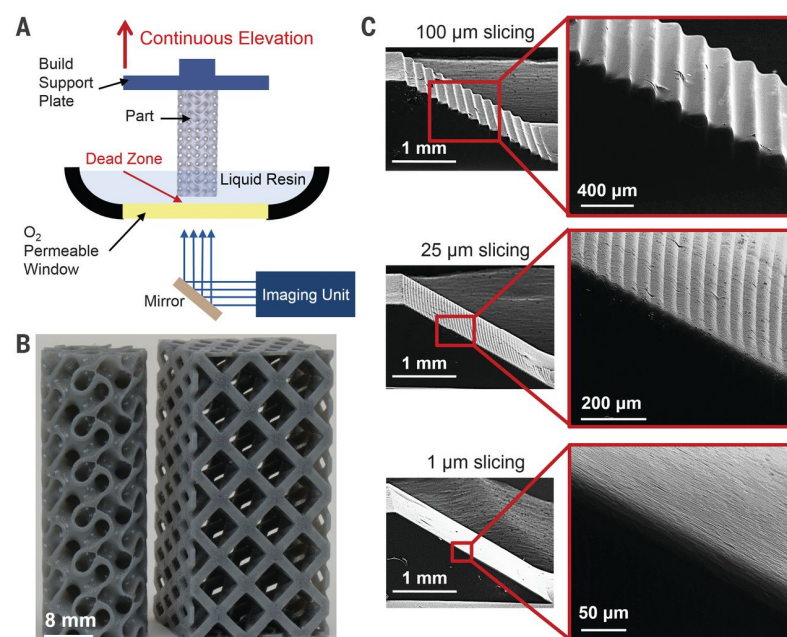 A
Continuous Elevation
Build
Support
Plate
Part
Dead Zone
Liquid Resin
O₂
Permeable
Window
Mirror
Imaging Unit
B
8 mm
C
100 µm slicing
1 mm
400 µm
25 µm slicing
1 mm
200 µm
1 µm slicing
1 mm
50 µm